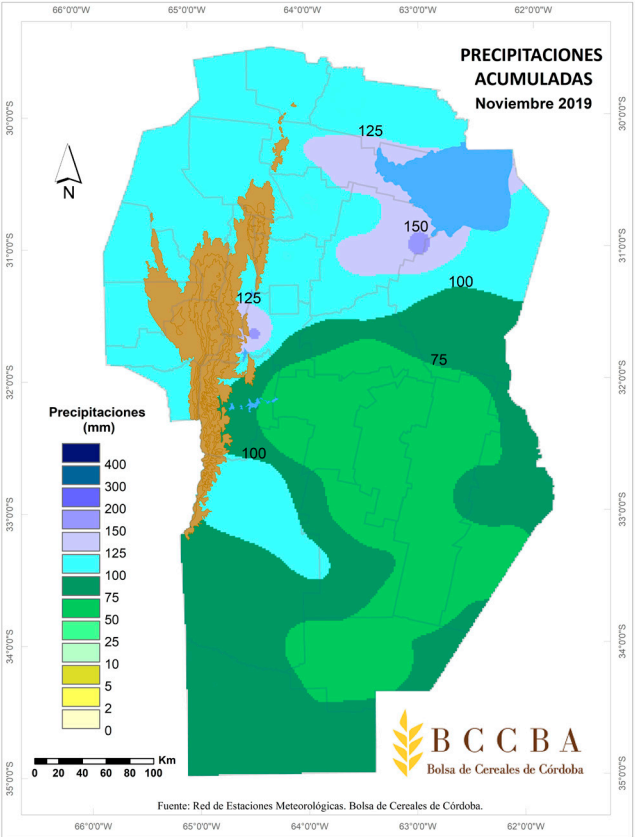 66°0'0"W 65°0'0"W 64°0'0"W 63°0'0"W 62°0'0"W
PRECIPITACIONES
ACUMULADAS
Noviembre 2019
30°0'0"S 30°0'0"S
125
N
150
31°0'0"S 31°0'0"S
125
100
75
32°0'0"S 32°0'0"S
Precipitaciones
(mm)
100
400
300
200
150
125
100
75
50
25
10
5
2
0
33°0'0"S 33°0'0"S
34°0'0"S 34°0'0"S
BCCBA
Bolsa de Cereales de Córdoba
Km
0 20 40 60 80 100
35°0'0"S 35°0'0"S
Fuente: Red de Estaciones Meteorológicas. Bolsa de Cereales de Córdoba.
66°0'0"W 65°0'0"W 64°0'0"W 63°0'0"W 62°0'0"W